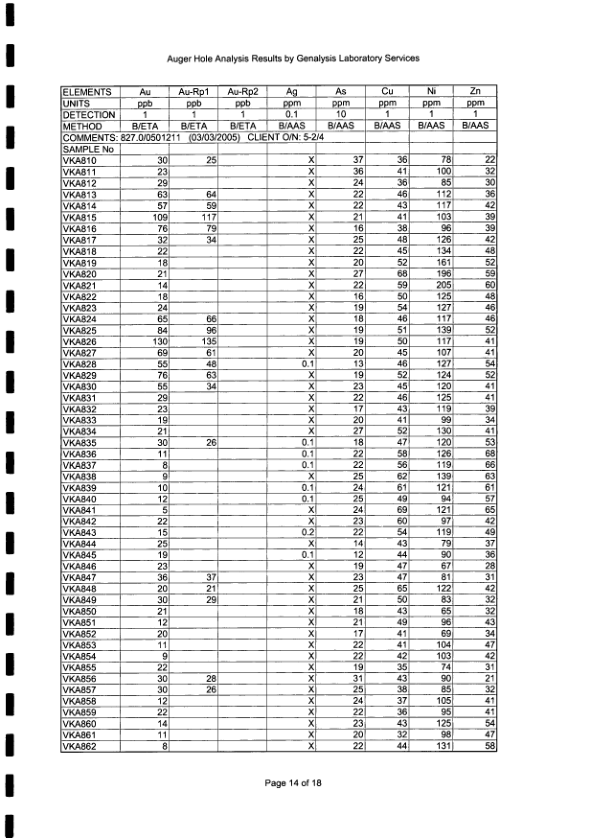 Auger Hole Analysis Results by Genalysis Laboratory Services
ELEMENTS Au Au-Rp1 Au-Rp2 Ag As Cu Ni Zn
UNITS ppb ppb ppb ppm ppm ppm ppm ppm
DETECTION 1 1 1 0.1 10 1 1 1
METHOD B/ETA B/ETA B/ETA B/AAS B/AAS B/AAS B/AAS B/AAS
COMMENTS: 827.0/0501211 (03/03/2005) CLIENT O/N: 5-2/4
SAMPLE No
VKA810 30 25 X 37 36 78 22
VKA811 23 X 36 41 100 32
VKA812 29 X 24 36 85 30
VKA813 63 64 X 22 46 112 36
VKA814 57 59 X 22 43 117 42
VKA815 109 117 X 21 41 103 39
VKA816 76 79 X 16 38 96 39
VKA817 32 34 X 25 48 126 42
VKA818 22 X 22 45 134 48
VKA819 18 X 20 52 161 52
VKA820 21 X 27 68 196 59
VKA821 14 X 22 59 205 60
VKA822 18 X 16 50 125 48
VKA823 24 X 19 54 127 46
VKA824 65 66 X 18 46 117 46
VKA825 84 96 X 19 51 139 52
VKA826 130 135 X 19 50 117 41
VKA827 69 61 X 20 45 107 41
VKA828 55 48 0.1 13 46 127 54
VKA829 76 63 X 19 52 124 52
VKA830 55 34 X 23 45 120 41
VKA831 29 X 22 46 125 41
VKA832 23 X 17 43 119 39
VKA833 19 X 20 41 99 34
VKA834 21 X 27 52 130 41
VKA835 30 26 0.1 18 47 120 53
VKA836 11 0.1 22 58 126 68
VKA837 8 0.1 22 56 119 66
VKA838 9 X 25 62 139 63
VKA839 10 0.1 24 61 121 61
VKA840 12 0.1 25 49 94 57
VKA841 5 X 24 69 121 65
VKA842 22 X 23 60 97 42
VKA843 15 0.2 22 54 119 49
VKA844 25 X 14 43 79 37
VKA845 19 0.1 12 44 90 36
VKA846 23 X 19 47 67 28
VKA847 36 37 X 23 47 81 31
VKA848 20 21 X 25 65 122 42
VKA849 30 29 X 21 50 83 32
VKA850 21 X 18 43 65 32
VKA851 12 X 21 49 96 43
VKA852 20 X 17 41 69 34
VKA853 11 X 22 41 104 47
VKA854 9 X 22 42 103 42
VKA855 22 X 19 35 74 31
VKA856 30 28 X 31 43 90 21
VKA857 30 26 X 25 38 85 32
VKA858 12 X 24 37 105 41
VKA859 22 X 22 36 95 41
VKA860 14 X 23 43 125 54
VKA861 11 X 20 32 98 47
VKA862 8 X 22 44 131 58
Page 14 of 18